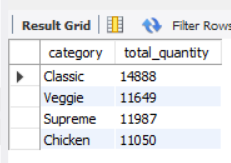 Result Grid Filter Rows
category total_quantity
Classic 14888
Veggie 11649
Supreme 11987
Chicken 11050